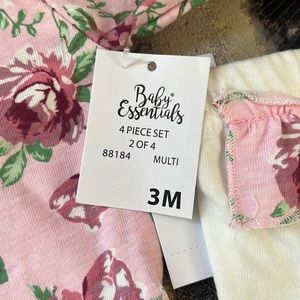 Baby®
Essentials
4 PIECE SET
2 OF 4
88184 MULTI
3M